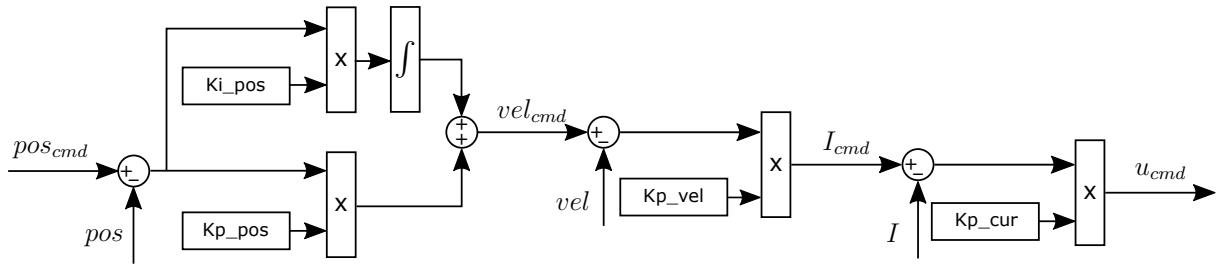 x
∫
Ki_pos
+
+
vel_cmd
+
-
pos_cmd
+
-
x
I_cmd
+
-
x
u_cmd
x
Kp_vel
vel
Kp_pos
pos
Kp_cur
I